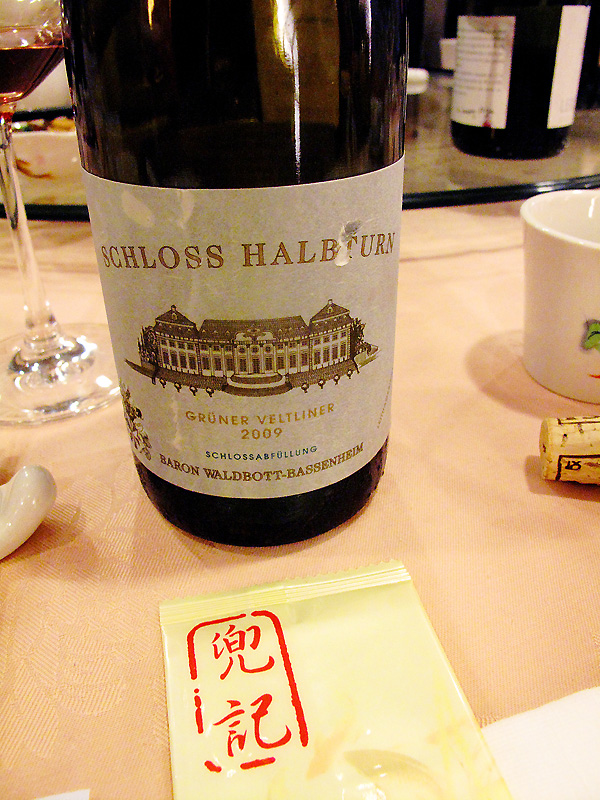 SCHLOSS HALBTURN
GRÜNER VELTLINER
2009
SCHLOSSABFÜLLUNG
BARON WALDBOTT-BASSENHEIM
兜
記